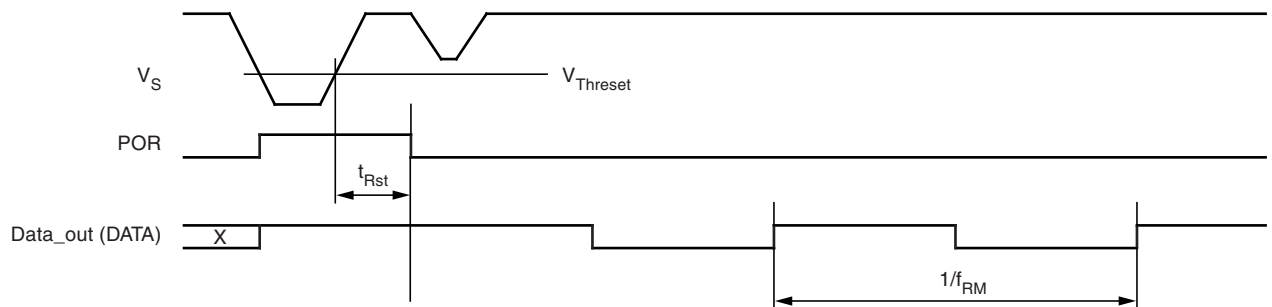 V_S
V_Threset
POR
t_Rst
Data_out (DATA)
X
1/f_RM